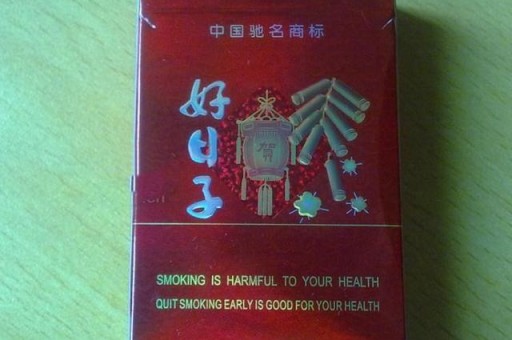 中国驰名商标
好日子
SMOKING IS HARMFUL TO YOUR HEALTH
QUIT SMOKING EARLY IS GOOD FOR YOUR HEALTH